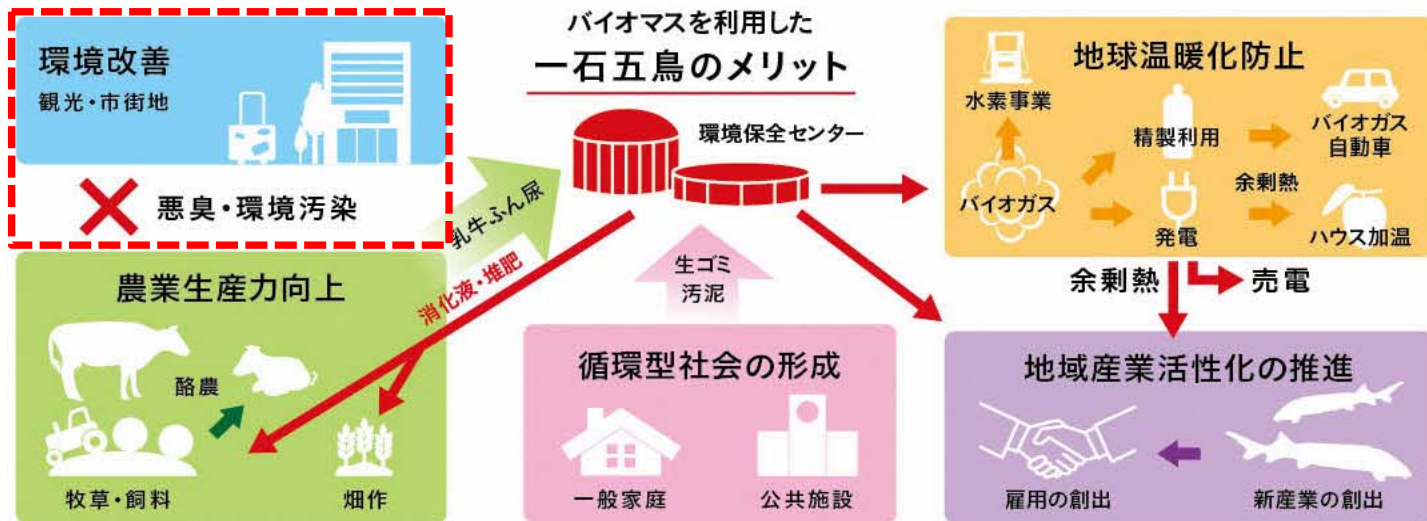 バイオマスを利用した
一石五鳥のメリット
環境保全センター
環境改善
観光・市街地
悪臭・環境汚染
乳牛ふん尿
消化液・堆肥
農業生産力向上
酪農
牧草・飼料
畑作
生ゴミ
汚泥
循環型社会の形成
一般家庭
公共施設
地球温暖化防止
水素事業
精製利用
バイオガス
自動車
バイオガス
発電
余剰熱
ハウス加温
余剰熱
売電
地域産業活性化の推進
雇用の創出
新産業の創出